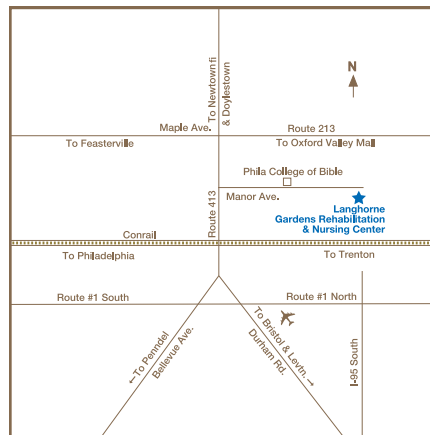 To Newtownfi
& Doylestown
N
Maple Ave.
Route 213
To Feasterville
To Oxford Valley Mall
Phila College of Bible
Manor Ave.
Route 413
Langhorne
Gardens Rehabilitation
& Nursing Center
Conrail
To Philadelphia
To Trenton
Route #1 South
Route #1 North
←To Penndel
Bellevue Ave.
To Bristol & Levtn.→
Durham Rd.
I-95 South